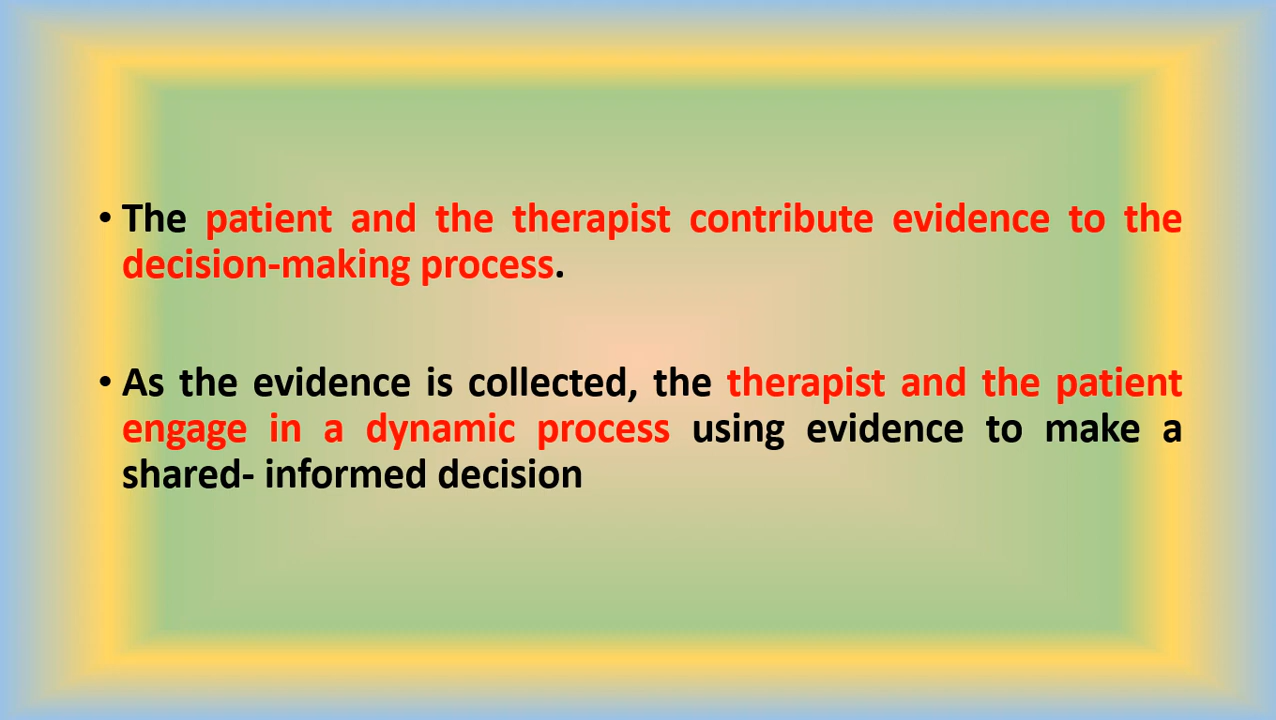 • The patient and the therapist contribute evidence to the
decision-making process.
• As the evidence is collected, the therapist and the patient
engage in a dynamic process using evidence to make a
shared- informed decision